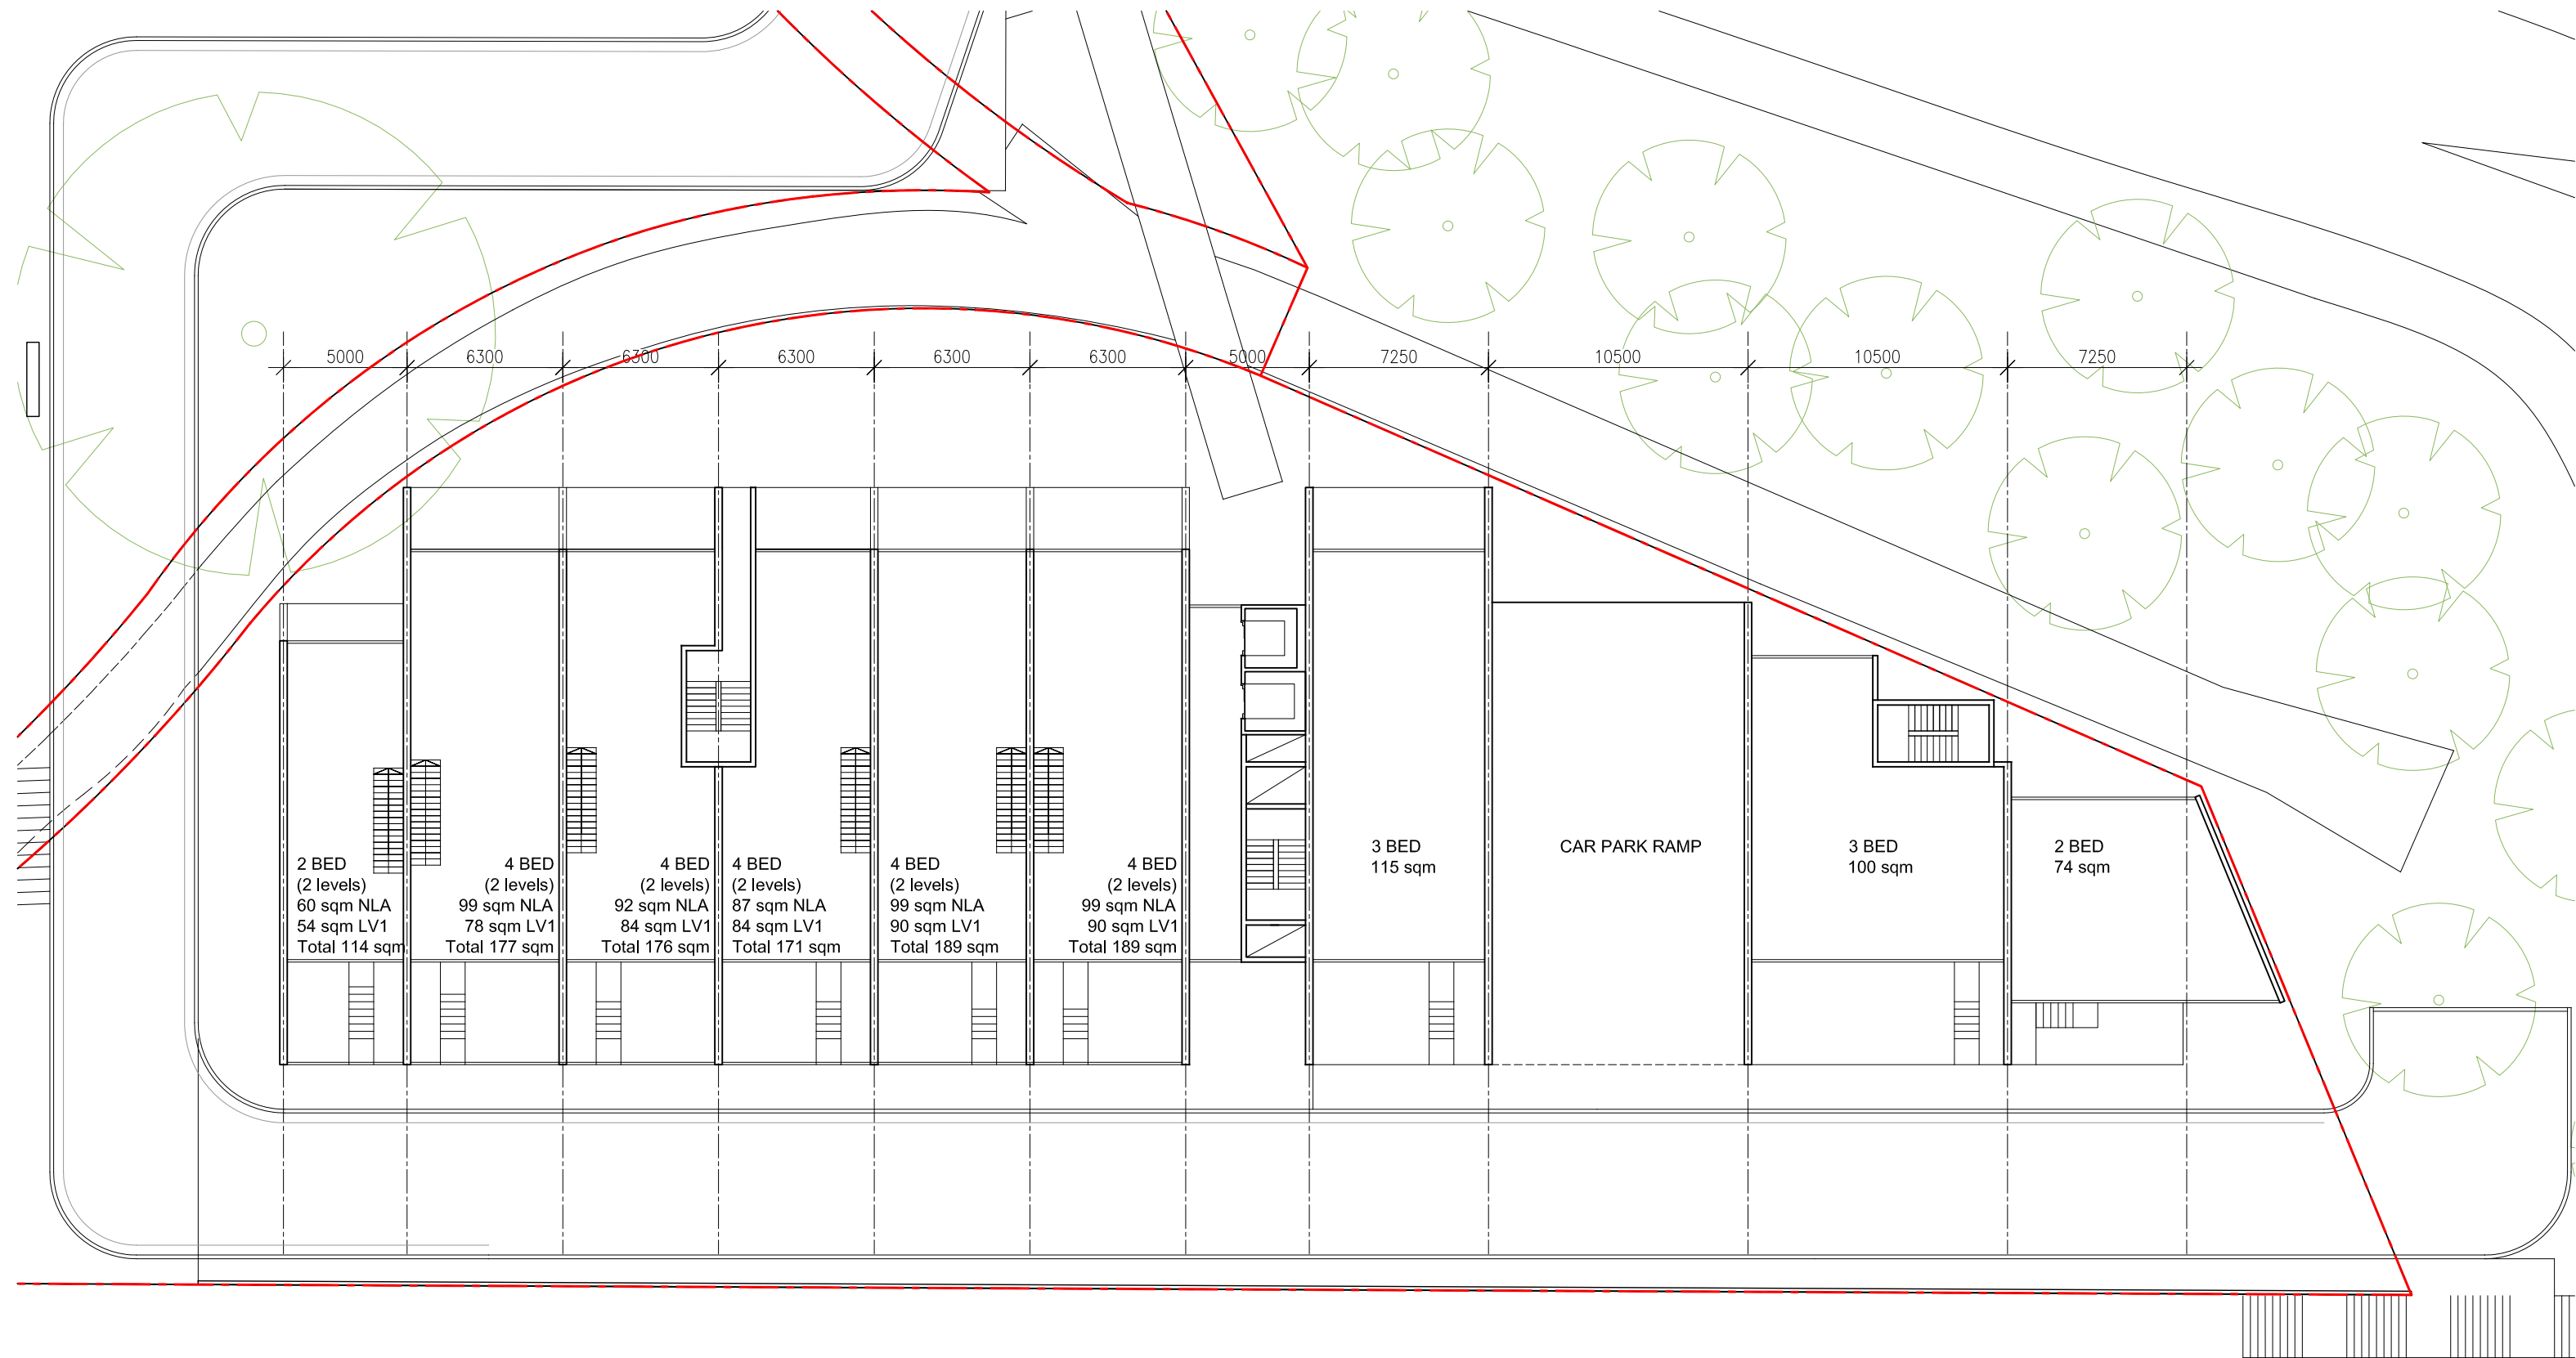 5000 6300 6300 6300 6300 6300 5000 7250 10500 10500 7250
2 BED
(2 levels)
60 sqm NLA
54 sqm LV1
Total 114 sqm
4 BED
(2 levels)
99 sqm NLA
78 sqm LV1
Total 177 sqm
4 BED
(2 levels)
92 sqm NLA
84 sqm LV1
Total 176 sqm
4 BED
(2 levels)
87 sqm NLA
84 sqm LV1
Total 171 sqm
4 BED
(2 levels)
99 sqm NLA
90 sqm LV1
Total 189 sqm
4 BED
(2 levels)
99 sqm NLA
90 sqm LV1
Total 189 sqm
3 BED
115 sqm
CAR PARK RAMP
3 BED
100 sqm
2 BED
74 sqm